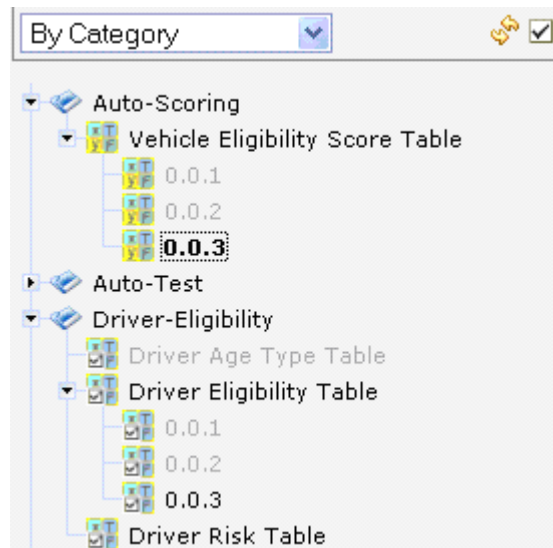 By Category
Auto-Scoring
Vehicle Eligibility Score Table
0.0.1
0.0.2
0.0.3
Auto-Test
Driver-Eligibility
Driver Age Type Table
Driver Eligibility Table
0.0.1
0.0.2
0.0.3
Driver Risk Table